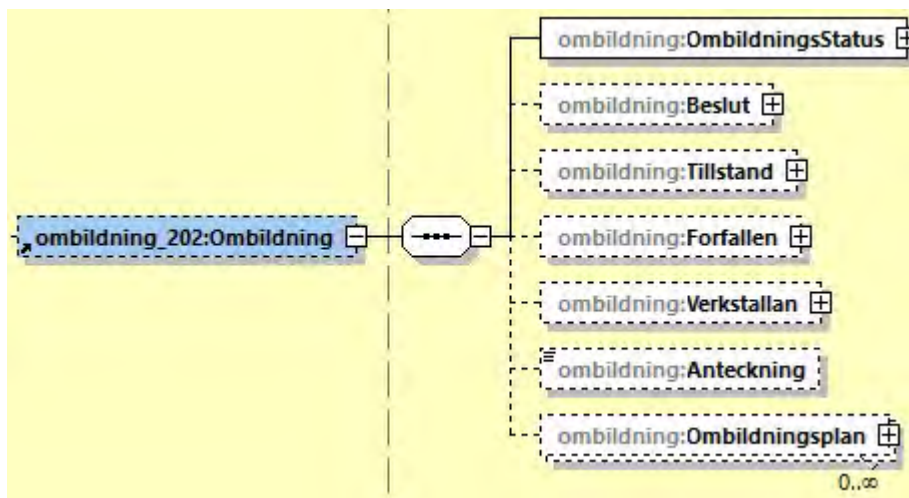 ombildning:OmbildningsStatus
ombildning:Beslut
ombildning:Tillstand
ombildning_202:Ombildning
ombildning:Forfallen
ombildning:Verkstallan
ombildning:Anteckning
ombildning:Ombildningsplan
0..∞